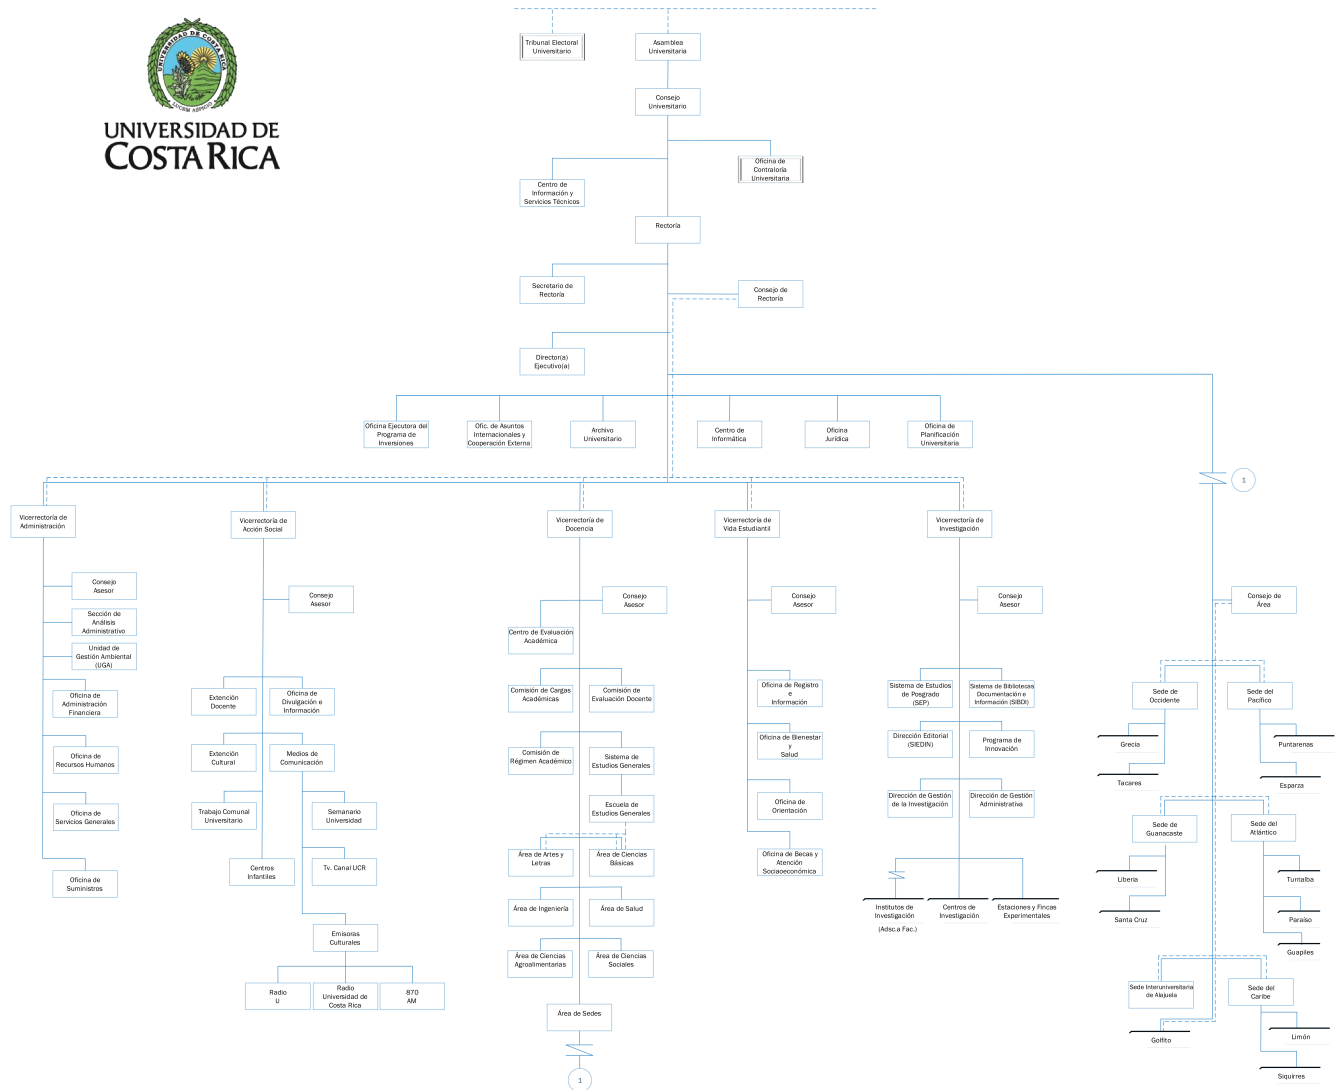 UNIVERSIDAD DE COSTA RICA
LUCEM ASPICIO
UNIVERSIDAD DE
COSTA RICA
Tribunal Electoral
Universitario
Asamblea
Universitaria
Consejo
Universitario
Oficina de
Contraloría
Universitaria
Centro de
Información y
Servicios Técnicos
Rectoría
Secretario de
Rectoría
Consejo de
Rectoría
Director(a)
Ejecutivo(a)
Oficina Ejecutora del
Programa de
Inversiones
Ofic. de Asuntos
Internacionales y
Cooperación Externa
Archivo
Universitario
Centro de
Informática
Oficina
Jurídica
Oficina de
Planificación
Universitaria
1
Vicerrectoría de
Administración
Vicerrectoría de
Acción Social
Vicerrectoría de
Docencia
Vicerrectoría de
Vida Estudiantil
Vicerrectoría de
Investigación
Consejo
Asesor
Sección de
Análisis
Administrativo
Unidad de
Gestión Ambiental
(UGA)
Oficina de
Administración
Financiera
Oficina de
Recursos Humanos
Oficina de
Servicios Generales
Oficina de
Suministros
Consejo
Asesor
Extención
Docente
Oficina de
Divulgación e
Información
Extención
Cultural
Medios de
Comunicación
Trabajo Comunal
Universitario
Semanario
Universidad
Centros
Infantiles
Tv. Canal UCR
Emisoras
Culturales
Radio
U
Radio
Universidad de
Costa Rica
870
AM
Consejo
Asesor
Centro de Evaluación
Académica
Comisión de Cargas
Académicas
Comisión de
Evaluación Docente
Comisión de
Régimen Académico
Sistema de
Estudios Generales
Escuela de
Estudios Generales
Área de Artes y
Letras
Área de Ciencias
Básicas
Área de Ingeniería
Área de Salud
Área de Ciencias
Agroalimentarias
Área de Ciencias
Sociales
Área de Sedes
1
Consejo
Asesor
Oficina de Registro
e
Información
Oficina de Bienestar
y
Salud
Oficina de
Orientación
Oficina de Becas y
Atención
Sociaoeconómica
Consejo
Asesor
Sistema de Estudios
de Posgrado
(SEP)
Sistema de Bibliotecas
Documentación e
Información (SIBDI)
Dirección Editorial
(SIEDIN)
Programa de
Innovación
Dirección de Gestión
de la Investigación
Dirección de Gestión
Administrativa
Institutos de
Investigación
(Adsc.a Fac.)
Centros de
Investigación
Estaciones y Fincas
Experimentales
Consejo de
Área
Sede de
Occidente
Sede del
Pacífico
Grecia
Tacares
Puntarenas
Esparza
Sede de
Guanacaste
Sede del
Atlántico
Liberia
Santa Cruz
Turrialba
Paraíso
Guapiles
Sede Interuniversitaria
de Alajuela
Sede del
Caribe
Golfito
Limón
Siquirres